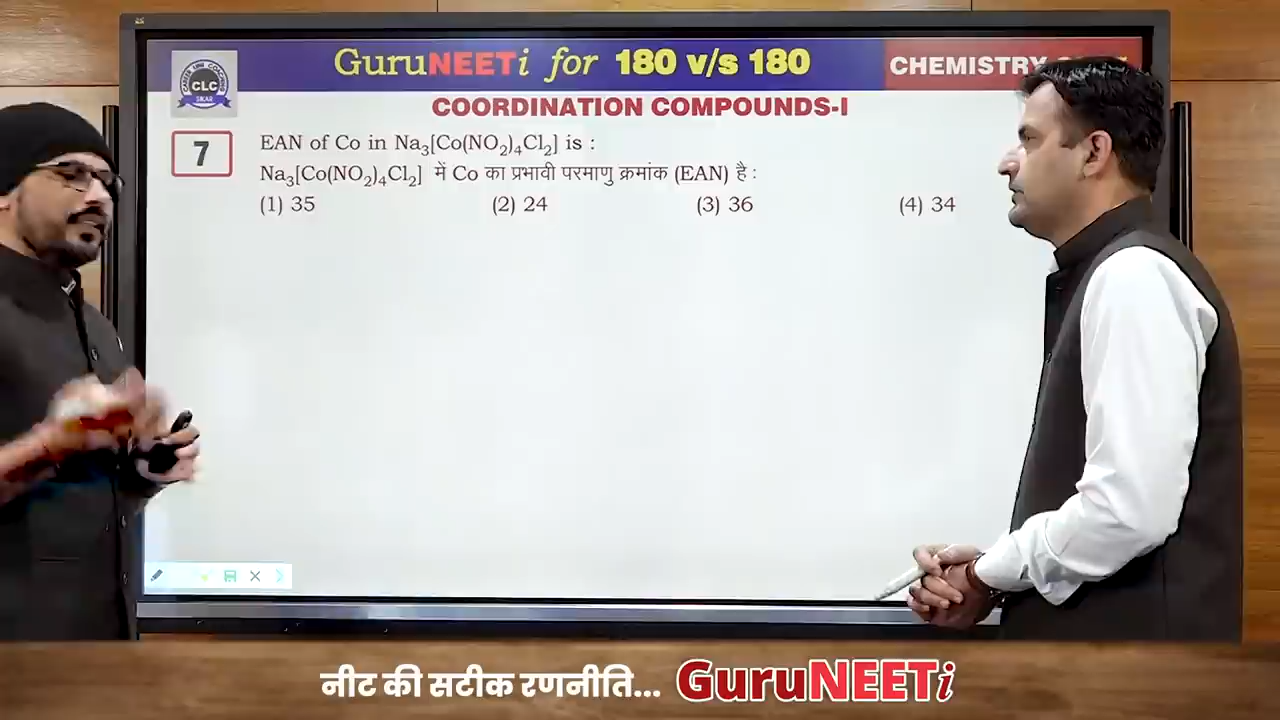 GuruNEETi for 180 v/s 180
CHEMISTRY
CLC
SIKAR
COORDINATION COMPOUNDS-I
7
EAN of Co in Na₃[Co(NO₂)₄Cl₂] is :
Na₃[Co(NO₂)₄Cl₂] में Co का प्रभावी परमाणु क्रमांक (EAN) है :
(1) 35 (2) 24 (3) 36 (4) 34
नीट की सटीक रणनीति... GuruNEETi